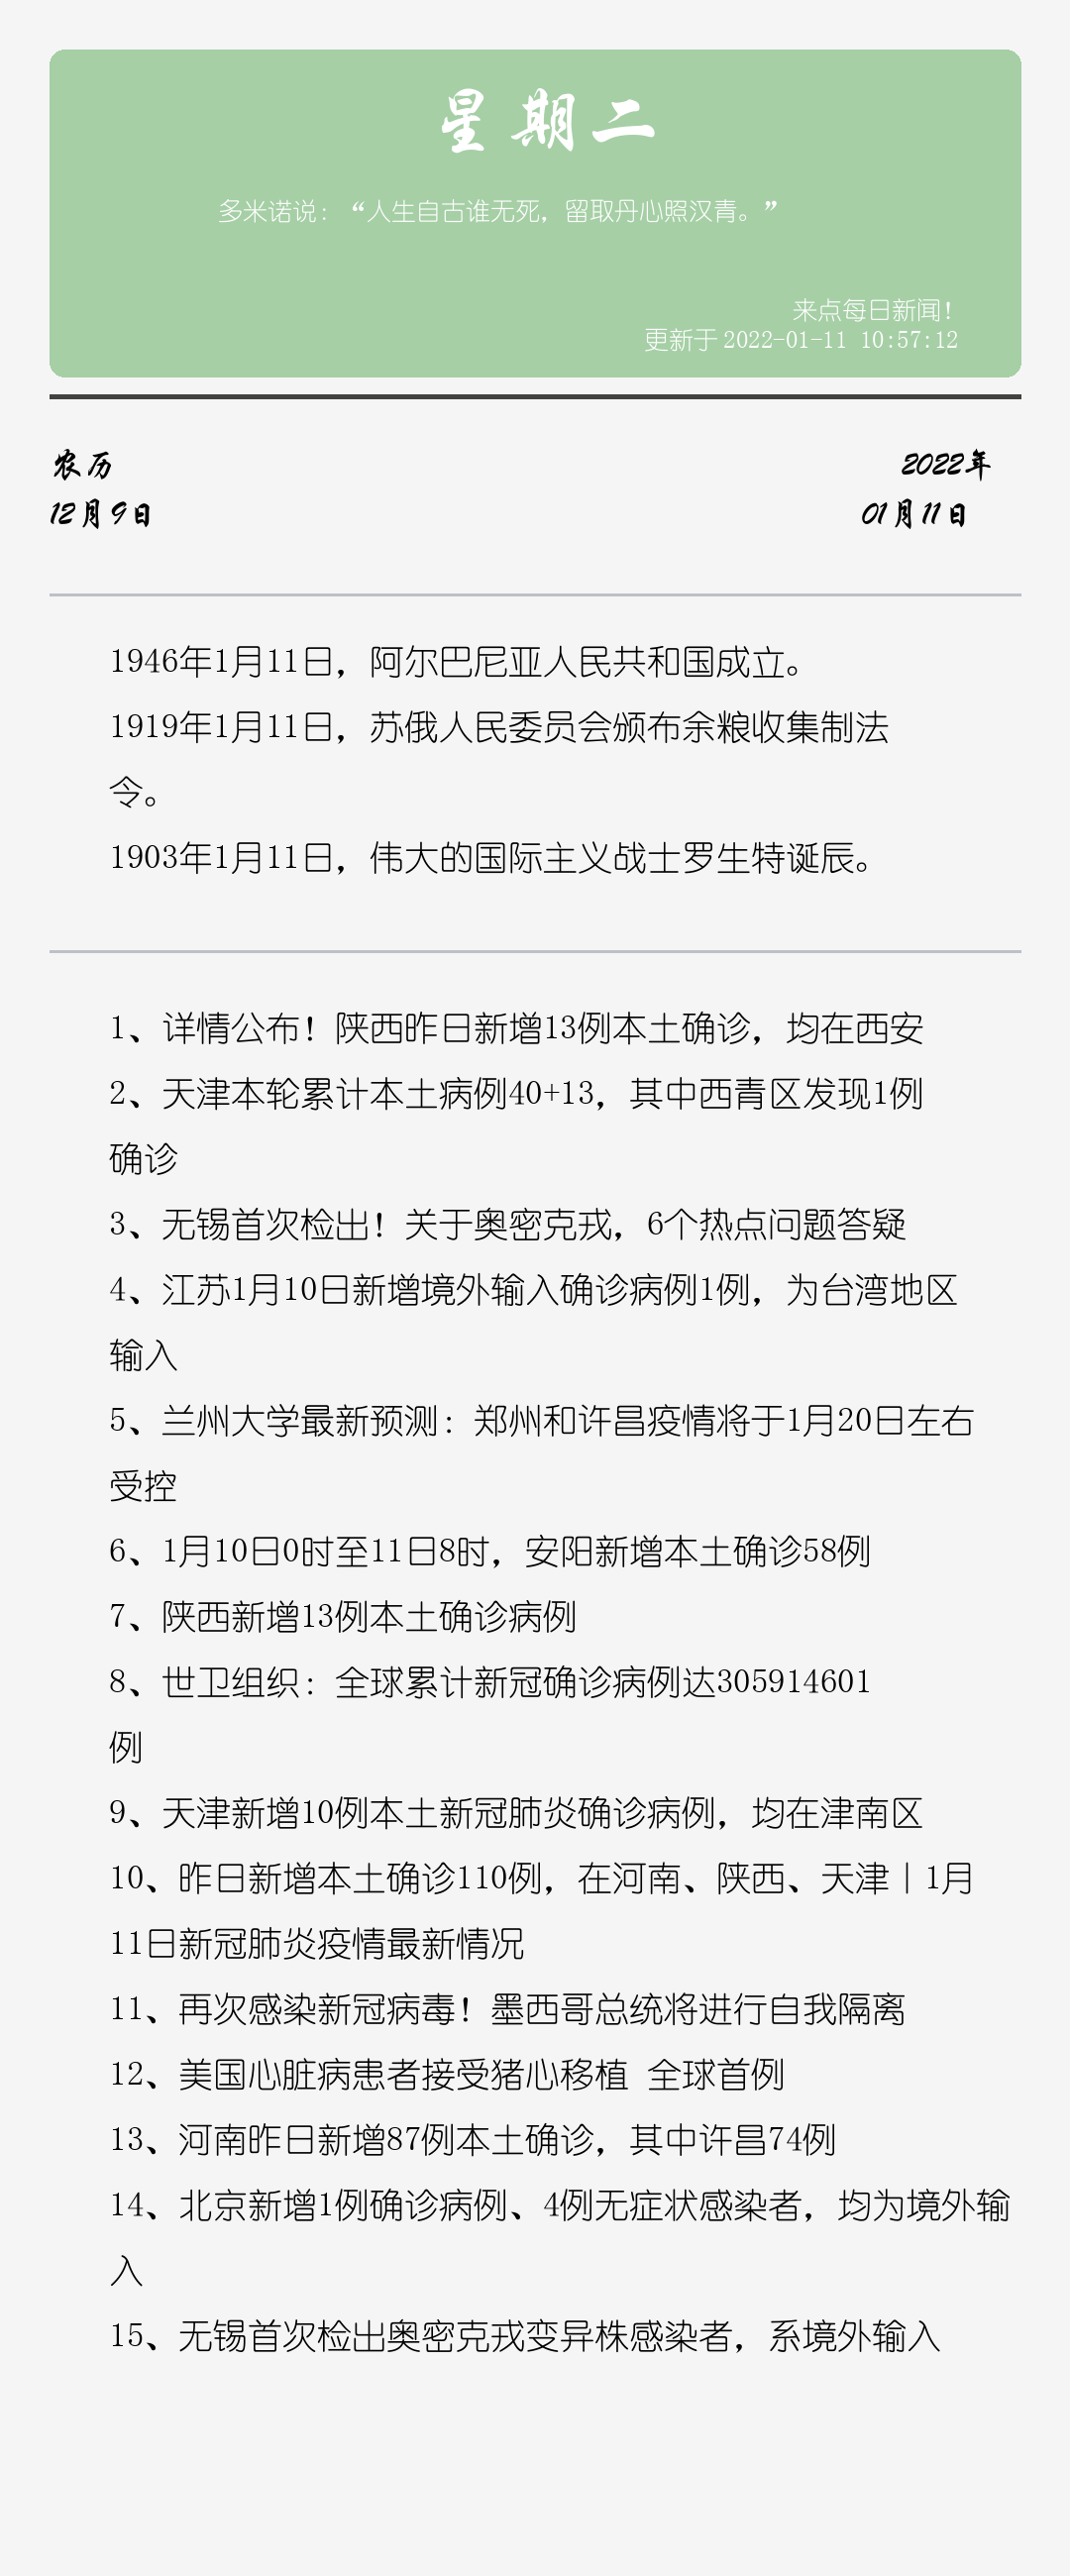 星期二
多米诺说：“人生自古谁无死，留取丹心照汉青。”
来点每日新闻！
更新于 2022-01-11 10:57:12
农历
2022年
12月9日
01月11日
1946年1月11日，阿尔巴尼亚人民共和国成立。
1919年1月11日，苏俄人民委员会颁布余粮收集制法
令。
1903年1月11日，伟大的国际主义战士罗生特诞辰。
1、详情公布！陕西昨日新增13例本土确诊，均在西安
2、天津本轮累计本土病例40+13，其中西青区发现1例
确诊
3、无锡首次检出！关于奥密克戎，6个热点问题答疑
4、江苏1月10日新增境外输入确诊病例1例，为台湾地区
输入
5、兰州大学最新预测：郑州和许昌疫情将于1月20日左右
受控
6、1月10日0时至11日8时，安阳新增本土确诊58例
7、陕西新增13例本土确诊病例
8、世卫组织：全球累计新冠确诊病例达305914601
例
9、天津新增10例本土新冠肺炎确诊病例，均在津南区
10、昨日新增本土确诊110例，在河南、陕西、天津｜1月
11日新冠肺炎疫情最新情况
11、再次感染新冠病毒！墨西哥总统将进行自我隔离
12、美国心脏病患者接受猪心移植 全球首例
13、河南昨日新增87例本土确诊，其中许昌74例
14、北京新增1例确诊病例、4例无症状感染者，均为境外输
入
15、无锡首次检出奥密克戎变异株感染者，系境外输入